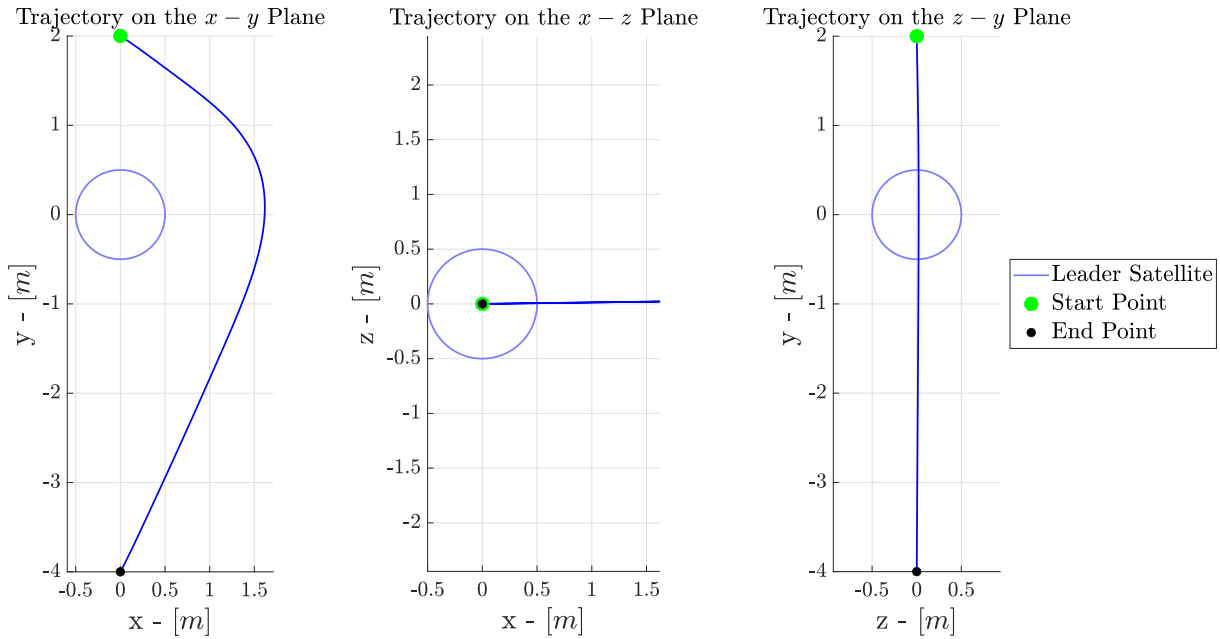 Trajectory on the x − y Plane
2
1
0
-1
-2
-3
-4
-0.5 0 0.5 1 1.5
y - [m]
x - [m]
Trajectory on the x − z Plane
2
1.5
1
0.5
0
-0.5
-1
-1.5
-2
-0.5 0 0.5 1 1.5
z - [m]
x - [m]
Trajectory on the z − y Plane
2
1
0
-1
-2
-3
-4
-0.5 0 0.5
y - [m]
z - [m]
Leader Satellite
Start Point
End Point